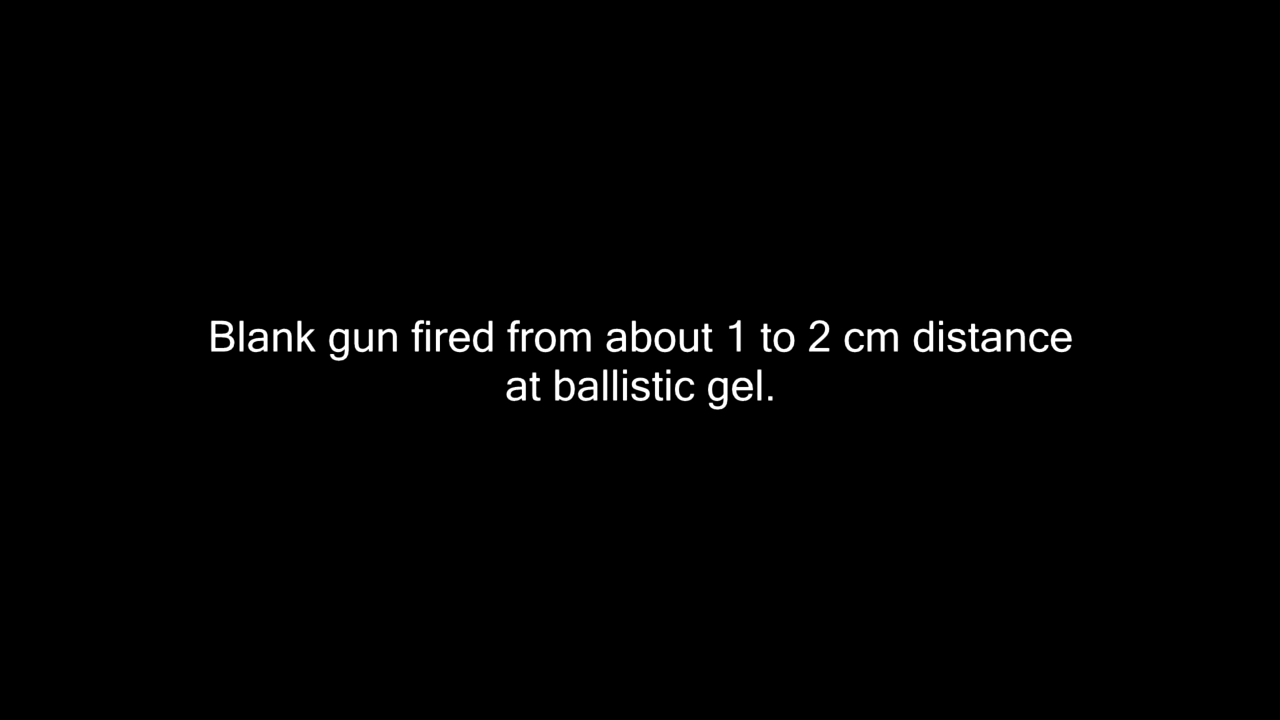 Blank gun fired from about 1 to 2 cm distance
at ballistic gel.